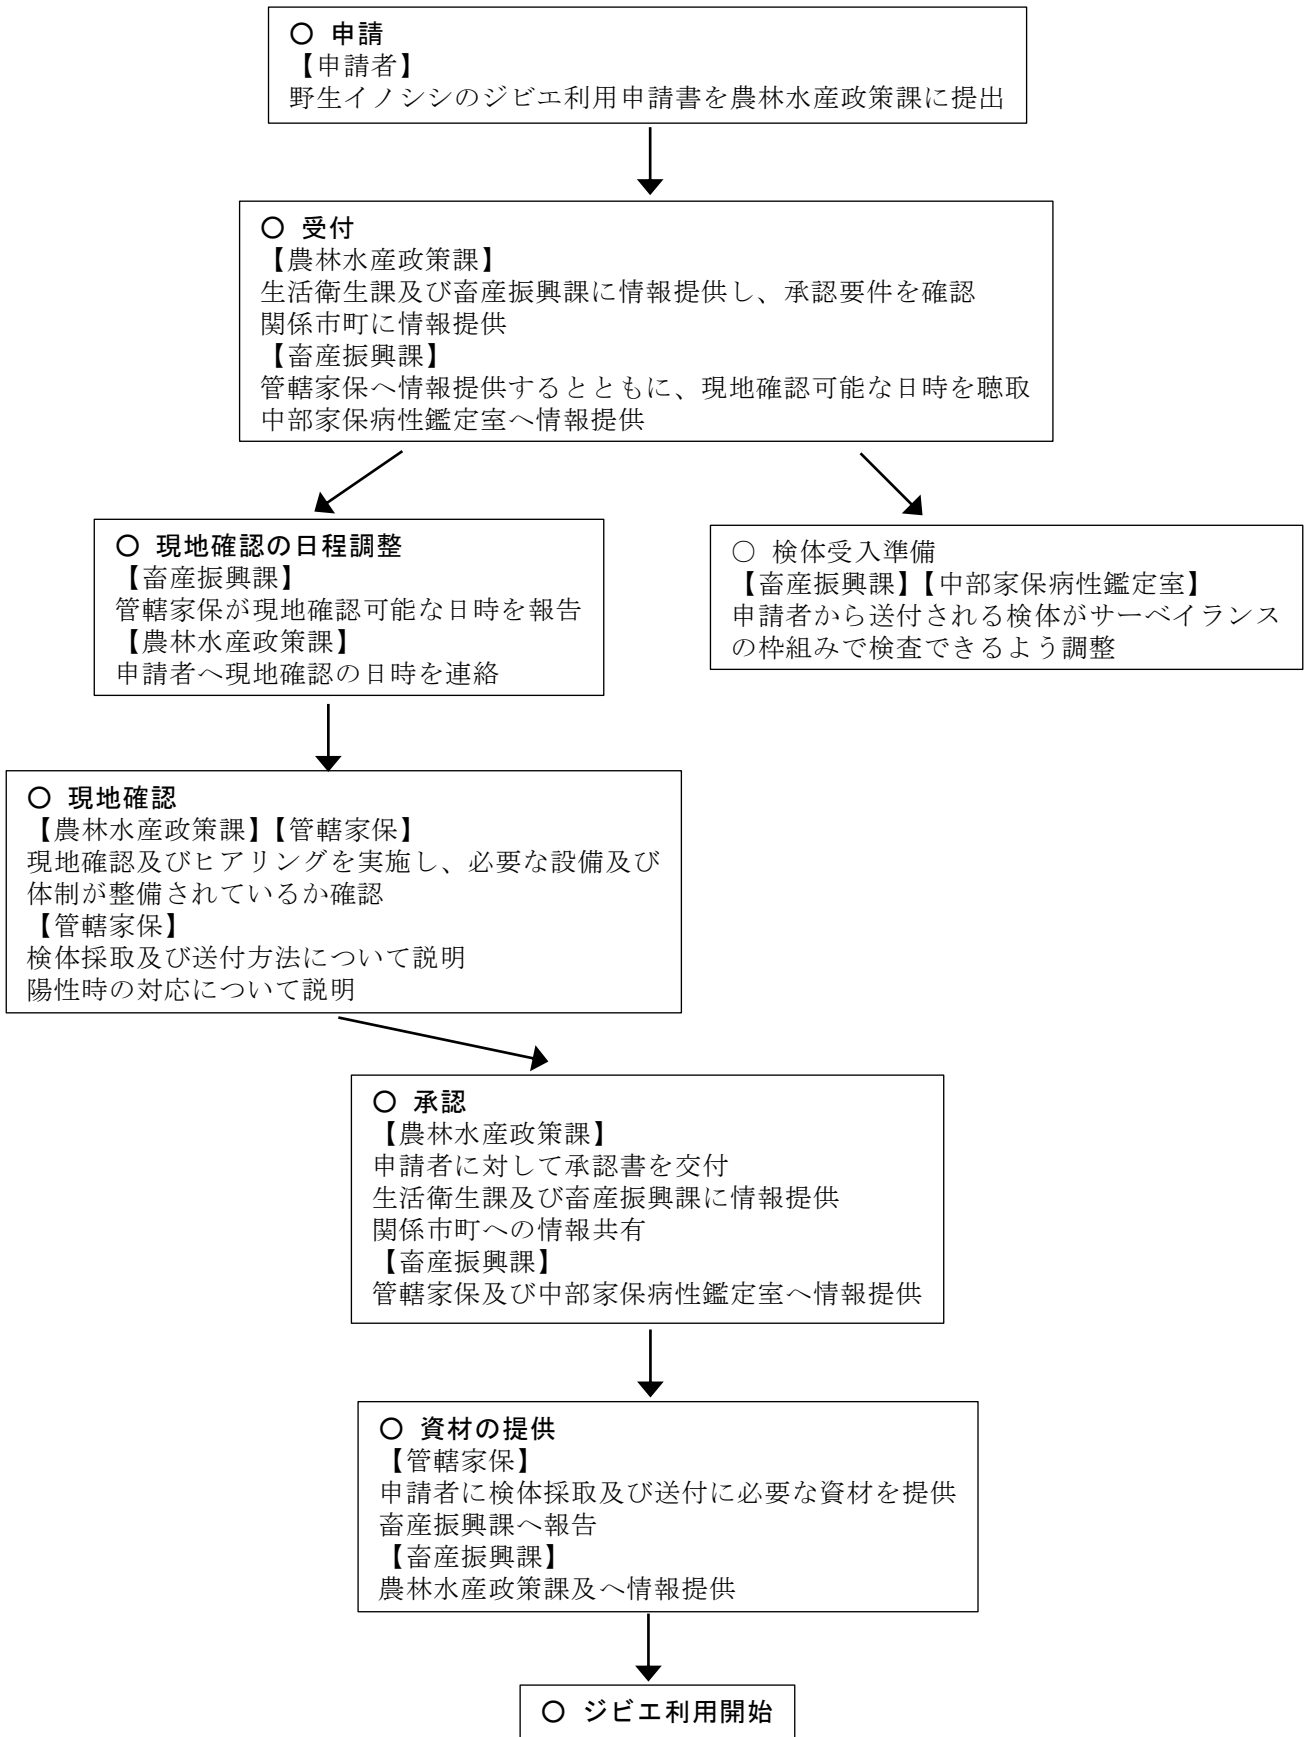 ○ 申請
【申請者】
野生イノシシのジビエ利用申請書を農林水産政策課に提出
○ 受付
【農林水産政策課】
生活衛生課及び畜産振興課に情報提供し、承認要件を確認
関係市町に情報提供
【畜産振興課】
管轄家保へ情報提供するとともに、現地確認可能な日時を聴取
中部家保病性鑑定室へ情報提供
○ 現地確認の日程調整
【畜産振興課】
管轄家保が現地確認可能な日時を報告
【農林水産政策課】
申請者へ現地確認の日時を連絡
○ 検体受入準備
【畜産振興課】【中部家保病性鑑定室】
申請者から送付される検体がサーベイランス
の枠組みで検査できるよう調整
○ 現地確認
【農林水産政策課】【管轄家保】
現地確認及びヒアリングを実施し、必要な設備及び
体制が整備されているか確認
【管轄家保】
検体採取及び送付方法について説明
陽性時の対応について説明
○ 承認
【農林水産政策課】
申請者に対して承認書を交付
生活衛生課及び畜産振興課に情報提供
関係市町への情報共有
【畜産振興課】
管轄家保及び中部家保病性鑑定室へ情報提供
○ 資材の提供
【管轄家保】
申請者に検体採取及び送付に必要な資材を提供
畜産振興課へ報告
【畜産振興課】
農林水産政策課及へ情報提供
○ ジビエ利用開始